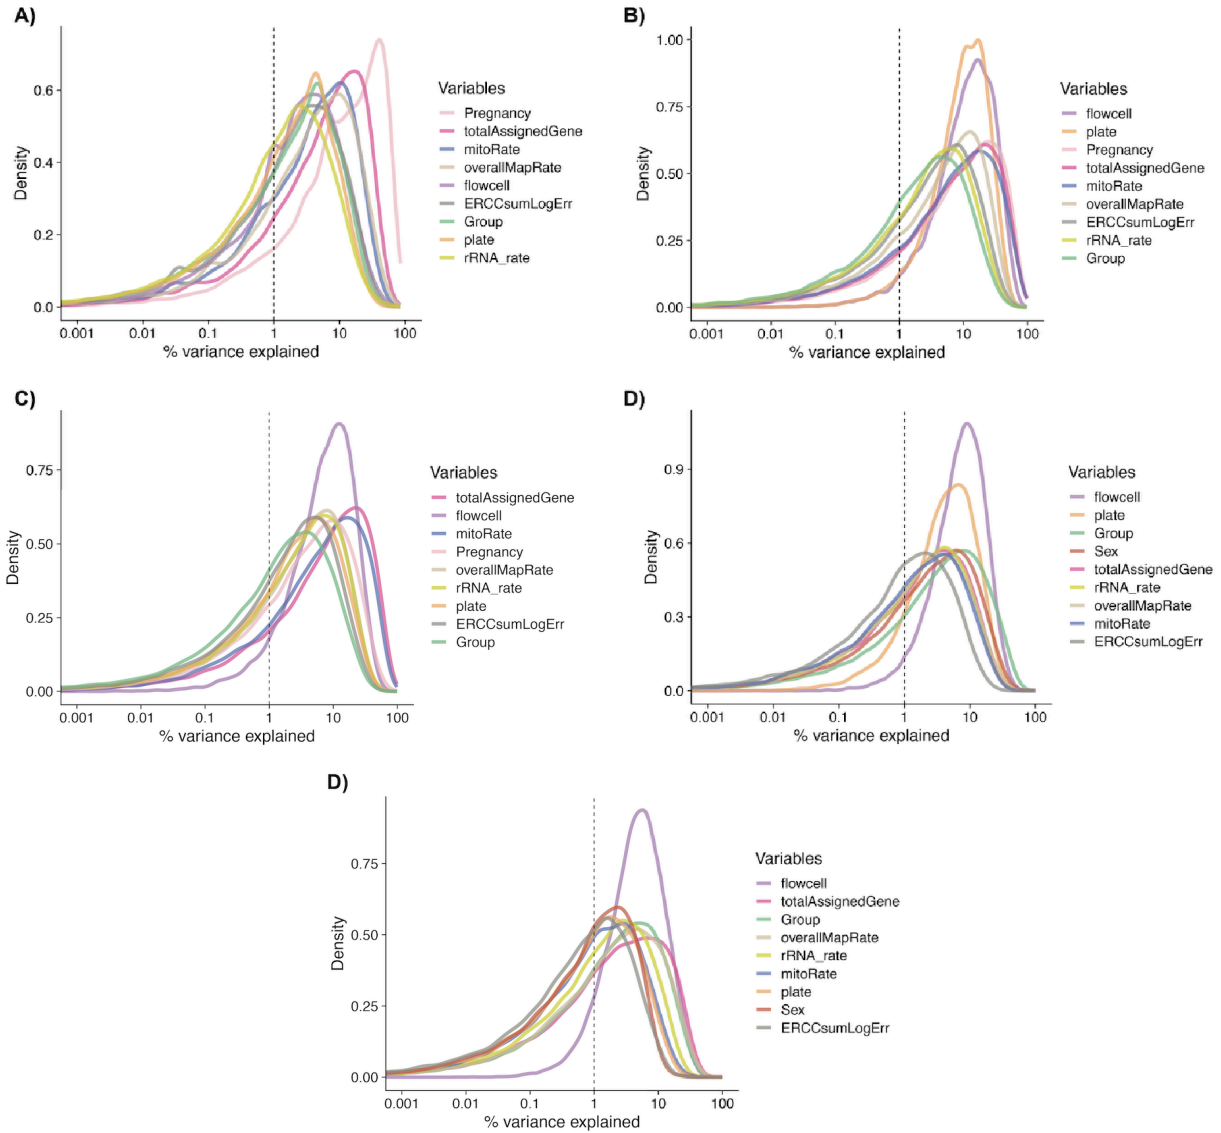 A)
Density
0.6
0.4
0.2
0.0
0.001 0.01 0.1 1 10 100
% variance explained
Variables
Pregnancy
totalAssignedGene
mitoRate
overallMapRate
flowcell
ERCCsumLogErr
Group
plate
rRNA_rate
B)
Density
1.00
0.75
0.50
0.25
0.00
0.001 0.01 0.1 1 10 100
% variance explained
Variables
flowcell
plate
Pregnancy
totalAssignedGene
mitoRate
overallMapRate
ERCCsumLogErr
rRNA_rate
Group
C)
Density
0.75
0.50
0.25
0.00
0.001 0.01 0.1 1 10 100
% variance explained
Variables
totalAssignedGene
flowcell
mitoRate
Pregnancy
overallMapRate
rRNA_rate
plate
ERCCsumLogErr
Group
D)
Density
0.9
0.6
0.3
0.0
0.001 0.01 0.1 1 10 100
% variance explained
Variables
flowcell
plate
Group
Sex
totalAssignedGene
rRNA_rate
overallMapRate
mitoRate
ERCCsumLogErr
D)
Density
0.75
0.50
0.25
0.00
0.001 0.01 0.1 1 10 100
% variance explained
Variables
flowcell
totalAssignedGene
Group
overallMapRate
rRNA_rate
mitoRate
plate
Sex
ERCCsumLogErr